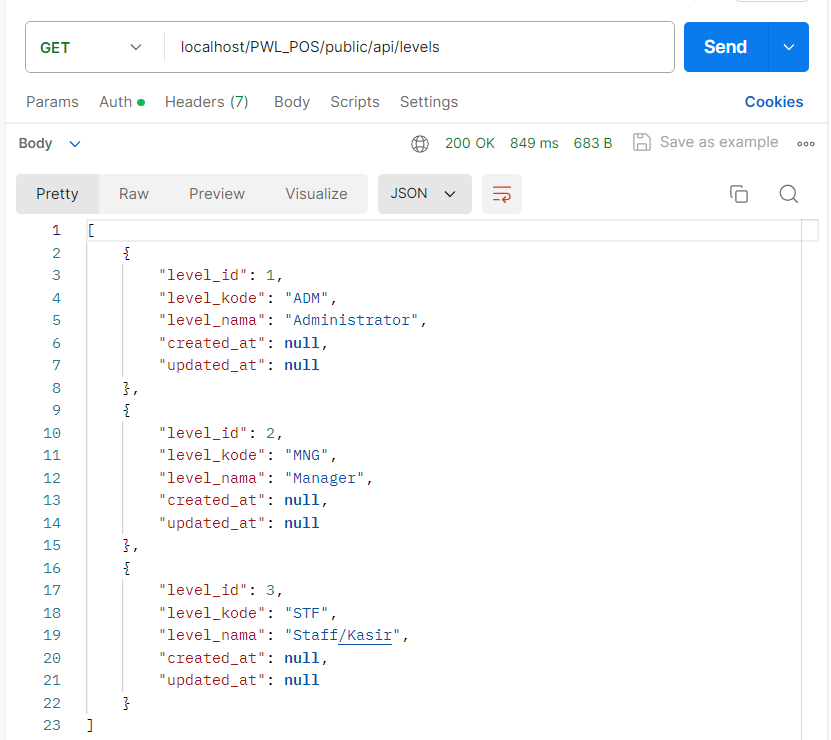 GET localhost/PWL_POS/public/api/levels Send
Params Auth Headers (7) Body Scripts Settings Cookies
Body 200 OK 849 ms 683 B Save as example
Pretty Raw Preview Visualize JSON
1 [
2 {
3 "level_id": 1,
4 "level_kode": "ADM",
5 "level_nama": "Administrator",
6 "created_at": null,
7 "updated_at": null
8 },
9 {
10 "level_id": 2,
11 "level_kode": "MNG",
12 "level_nama": "Manager",
13 "created_at": null,
14 "updated_at": null
15 },
16 {
17 "level_id": 3,
18 "level_kode": "STF",
19 "level_nama": "Staff/Kasir",
20 "created_at": null,
21 "updated_at": null
22 }
23 ]